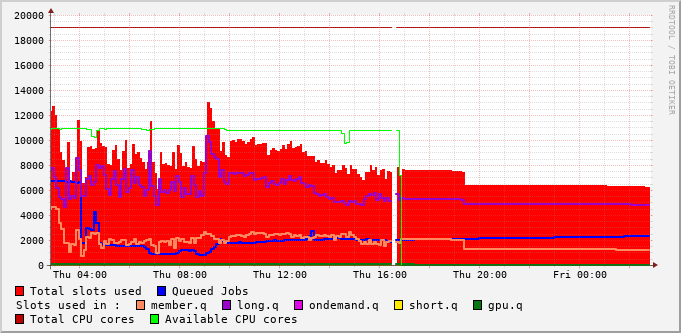 RRDTOOL / TOBI OETIKER
20000
18000
16000
14000
12000
10000
8000
6000
4000
2000
0
Thu 04:00 Thu 08:00 Thu 12:00 Thu 16:00 Thu 20:00 Fri 00:00
Total slots used Queued Jobs
Slots used in : member.q long.q ondemand.q short.q gpu.q
Total CPU cores Available CPU cores